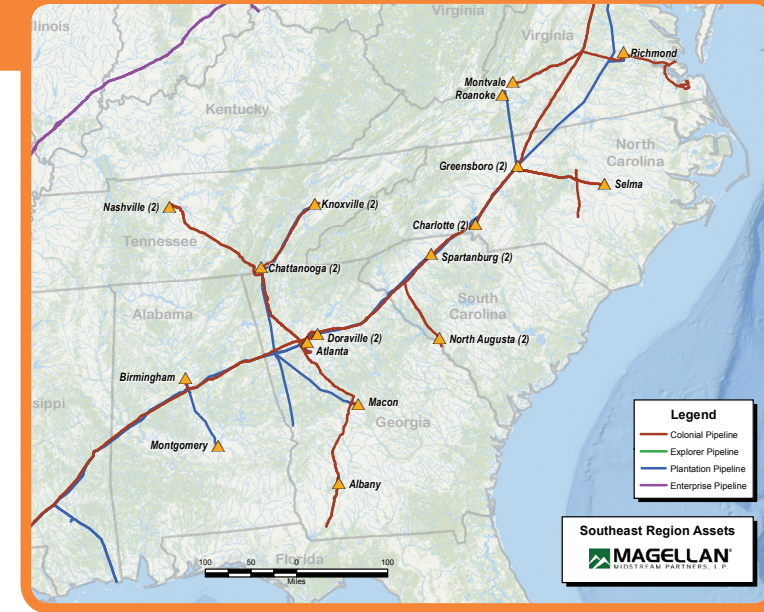 Illinois
Virginia
Virginia
Richmond
Montvale
Roanoke
Kentucky
North
Carolina
Greensboro (2)
Selma
Nashville (2)
Knoxville (2)
Charlotte (2)
Tennessee
Spartanburg (2)
Chattanooga (2)
South
Carolina
Alabama
Doraville (2)
North Augusta (2)
Atlanta
Birmingham
sippi
Macon
Georgia
Montgomery
Albany
Florida
100 50 0 100
Miles
Legend
Colonial Pipeline
Explorer Pipeline
Plantation Pipeline
Enterprise Pipeline
Southeast Region Assets
MAGELLAN
MIDSTREAM PARTNERS, L.P.